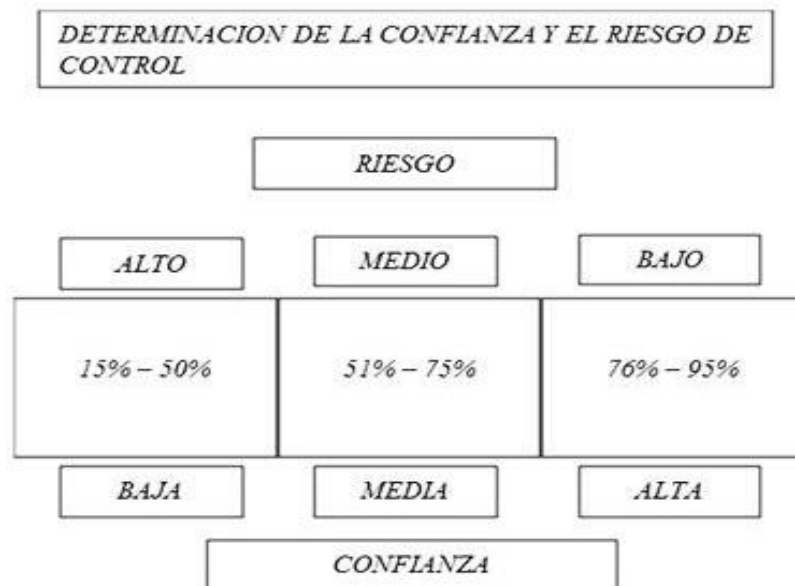 DETERMINACION DE LA CONFIANZA Y EL RIESGO DE
CONTROL
RIESGO
ALTO
MEDIO
BAJO
15% – 50%
51% – 75%
76% – 95%
BAJA
MEDIA
ALTA
CONFIANZA